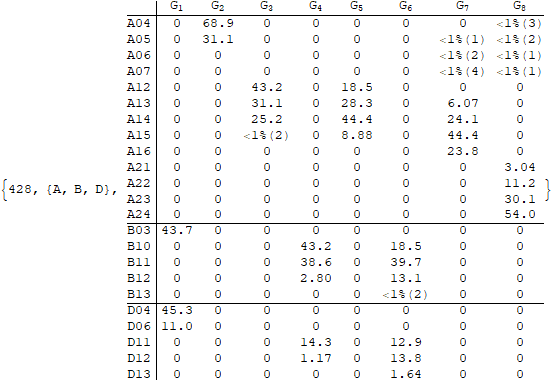 G1 G2 G3 G4 G5 G6 G7 G8
A04 0 68.9 0 0 0 0 0 <1%(3)
A05 0 31.1 0 0 0 0 <1%(1) <1%(2)
A06 0 0 0 0 0 0 <1%(2) <1%(1)
A07 0 0 0 0 0 0 <1%(4) <1%(1)
A12 0 0 43.2 0 18.5 0 0 0
A13 0 0 31.1 0 28.3 0 6.07 0
A14 0 0 25.2 0 44.4 0 24.1 0
A15 0 0 <1%(2) 0 8.88 0 44.4 0
A16 0 0 0 0 0 0 23.8 0
A21 0 0 0 0 0 0 0 3.04
{428, {A, B, D}, A22 0 0 0 0 0 0 0 11.2 }
A23 0 0 0 0 0 0 0 30.1
A24 0 0 0 0 0 0 0 54.0
B03 43.7 0 0 0 0 0 0 0
B10 0 0 0 43.2 0 18.5 0 0
B11 0 0 0 38.6 0 39.7 0 0
B12 0 0 0 2.80 0 13.1 0 0
B13 0 0 0 0 0 <1%(2) 0 0
D04 45.3 0 0 0 0 0 0 0
D06 11.0 0 0 0 0 0 0 0
D11 0 0 0 14.3 0 12.9 0 0
D12 0 0 0 1.17 0 13.8 0 0
D13 0 0 0 0 0 1.64 0 0